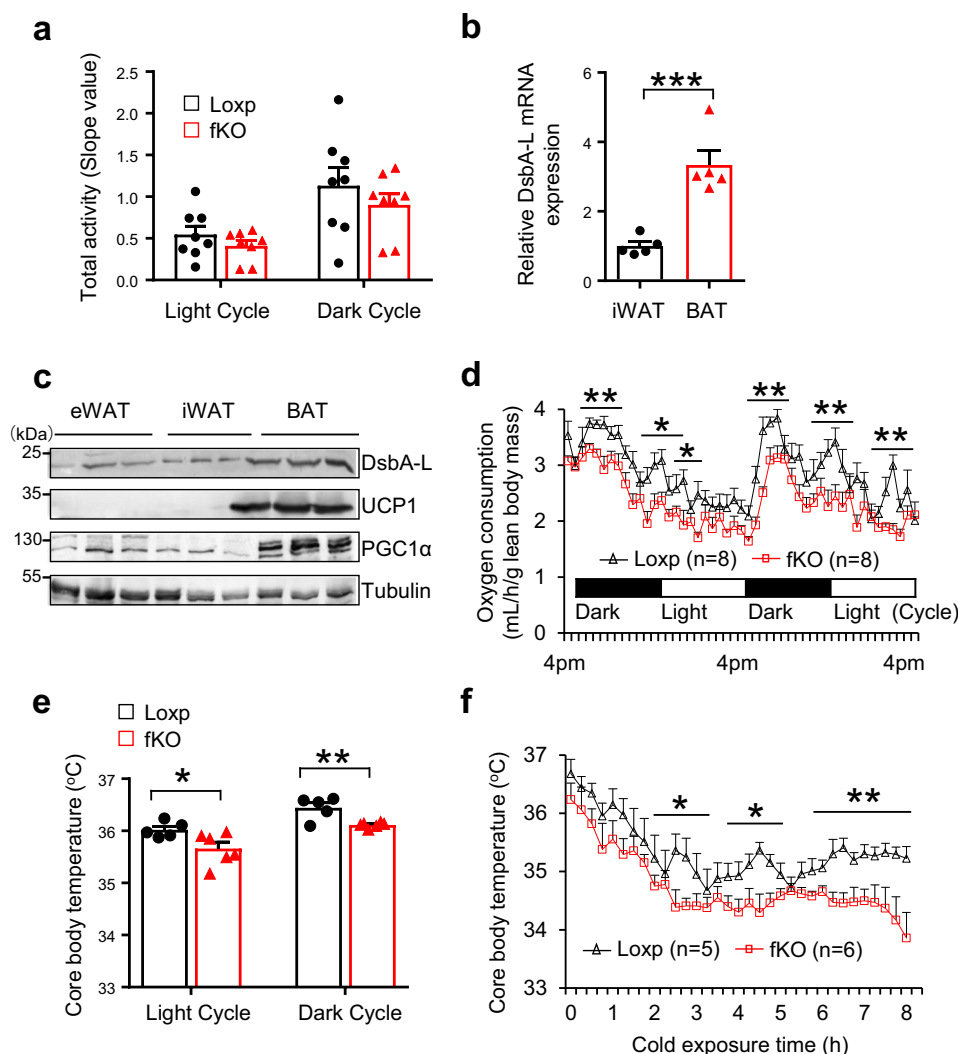 a
Total activity (Slope value)
2.5
2.0
1.5
1.0
0.5
0.0
Loxp
fKO
Light Cycle
Dark Cycle
b
Relative DsbA-L mRNA
expression
6
4
2
0
***
iWAT
BAT
c
eWAT
iWAT
BAT
(kDa)
25
DsbA-L
35
UCP1
130
PGC1α
55
Tubulin
d
Oxygen consumption
(mL/h/g lean body mass)
4
3
2
1
0
**
*
*
**
**
**
Loxp (n=8)
fKO (n=8)
Dark
Light
Dark
Light (Cycle)
4pm
4pm
4pm
e
Loxp
fKO
Core body temperature (°C)
37
36
35
34
33
*
**
Light Cycle
Dark Cycle
f
Core body temperature (°C)
37
36
35
34
33
*
*
**
Loxp (n=5)
fKO (n=6)
0 1 2 3 4 5 6 7 8
Cold exposure time (h)